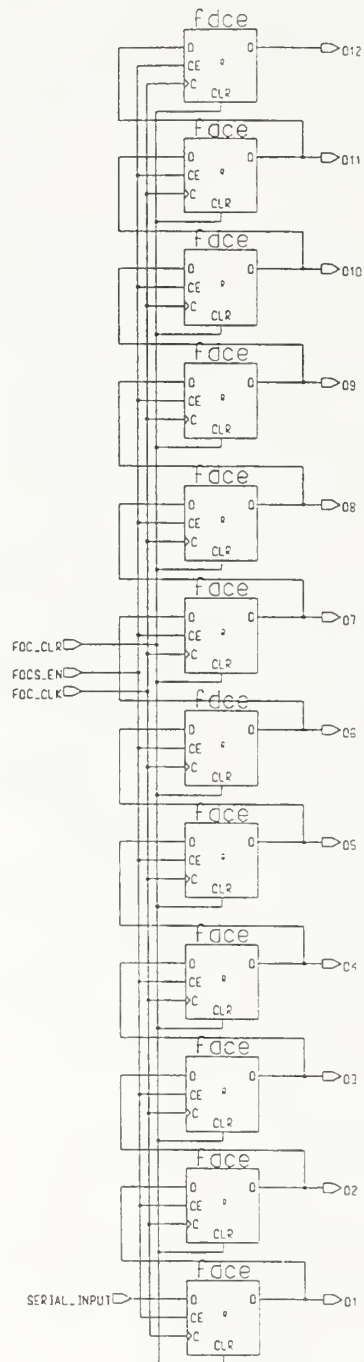 fdce
D Q O12
CE R
C
CLR
fdce
D Q O11
CE R
C
CLR
fdce
D Q O10
CE R
C
CLR
fdce
D Q O9
CE R
C
CLR
fdce
D Q O8
CE R
C
CLR
fdce
D Q O7
CE R
FOC_CLR
C
CLR
FOCS_EN
FOC_CLK
fdce
D Q O6
CE R
C
CLR
fdce
D Q O5
CE R
C
CLR
fdce
D Q O4
CE R
C
CLR
fdce
D Q O3
CE R
C
CLR
fdce
D Q O2
CE R
C
CLR
fdce
SERIAL_INPUT D Q O1
CE R
C
CLR